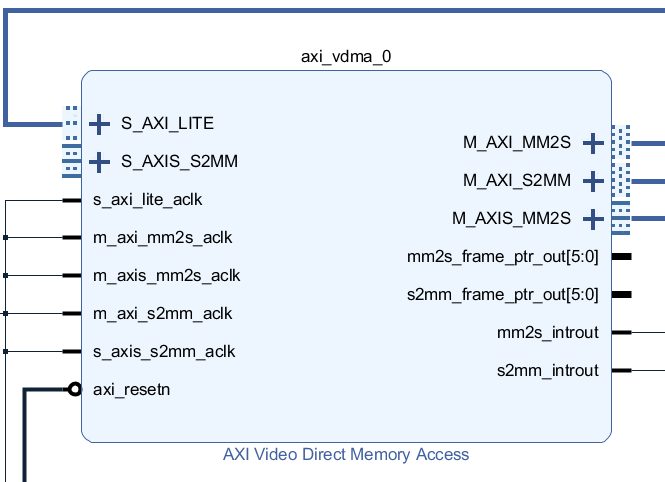 axi_vdma_0
S_AXI_LITE
S_AXIS_S2MM
s_axi_lite_aclk
m_axi_mm2s_aclk
m_axis_mm2s_aclk
m_axi_s2mm_aclk
s_axis_s2mm_aclk
axi_resetn
M_AXI_MM2S
M_AXI_S2MM
M_AXIS_MM2S
mm2s_frame_ptr_out[5:0]
s2mm_frame_ptr_out[5:0]
mm2s_introut
s2mm_introut
AXI Video Direct Memory Access